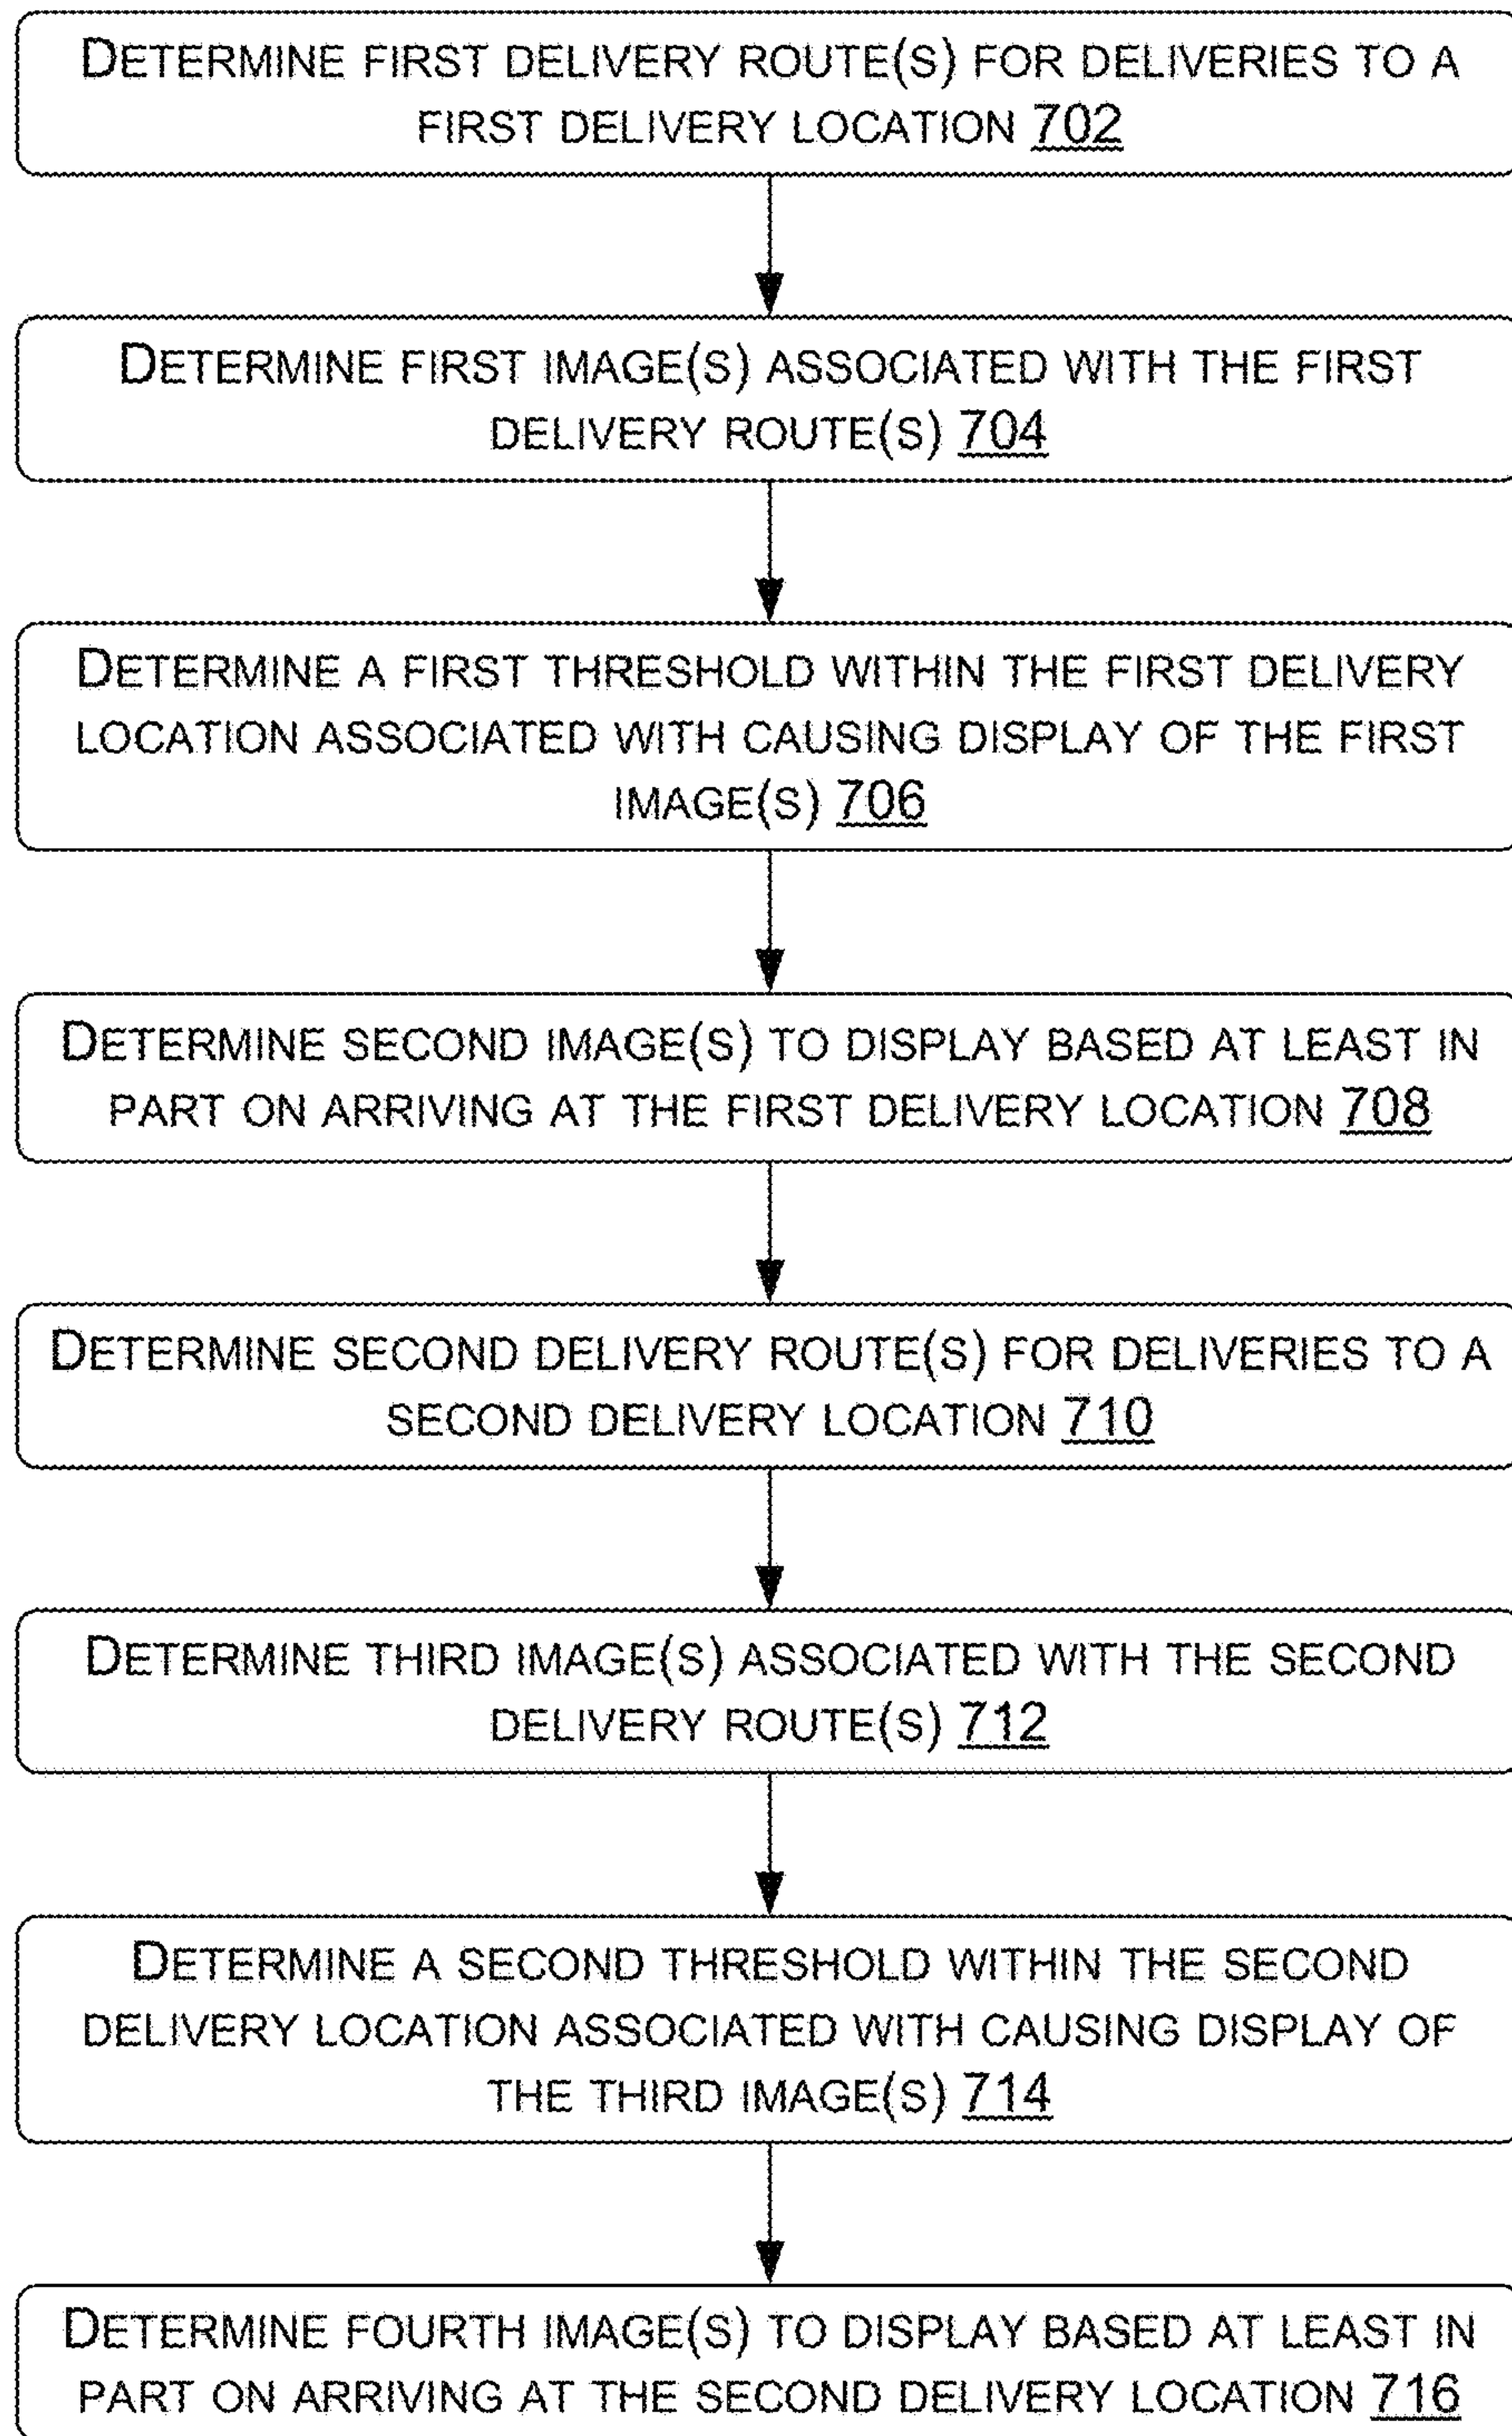 DETERMINE FIRST DELIVERY ROUTE(S) FOR DELIVERIES TO A
FIRST DELIVERY LOCATION 702
DETERMINE FIRST IMAGE(S) ASSOCIATED WITH THE FIRST
DELIVERY ROUTE(S) 704
DETERMINE A FIRST THRESHOLD WITHIN THE FIRST DELIVERY
LOCATION ASSOCIATED WITH CAUSING DISPLAY OF THE FIRST
IMAGE(S) 706
DETERMINE SECOND IMAGE(S) TO DISPLAY BASED AT LEAST IN
PART ON ARRIVING AT THE FIRST DELIVERY LOCATION 708
DETERMINE SECOND DELIVERY ROUTE(S) FOR DELIVERIES TO A
SECOND DELIVERY LOCATION 710
DETERMINE THIRD IMAGE(S) ASSOCIATED WITH THE SECOND
DELIVERY ROUTE(S) 712
DETERMINE A SECOND THRESHOLD WITHIN THE SECOND
DELIVERY LOCATION ASSOCIATED WITH CAUSING DISPLAY OF
THE THIRD IMAGE(S) 714
DETERMINE FOURTH IMAGE(S) TO DISPLAY BASED AT LEAST IN
PART ON ARRIVING AT THE SECOND DELIVERY LOCATION 716